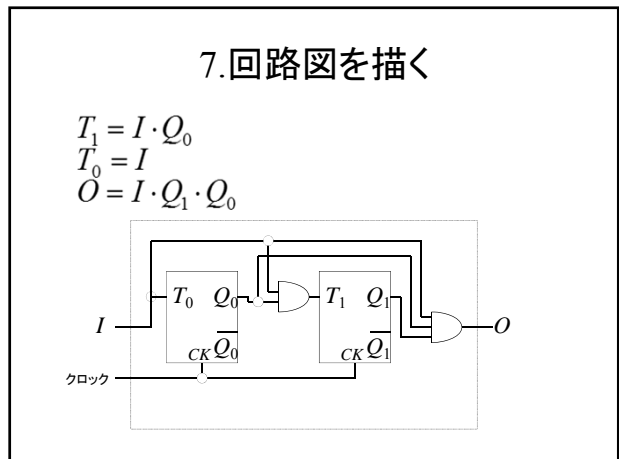 7.回路図を描く
T₁ = I · Q₀
T₀ = I
O = I · Q₁ · Q₀
T₀ Q₀ T₁ Q₁
I O
CK Q₀ CK Q₁
クロック